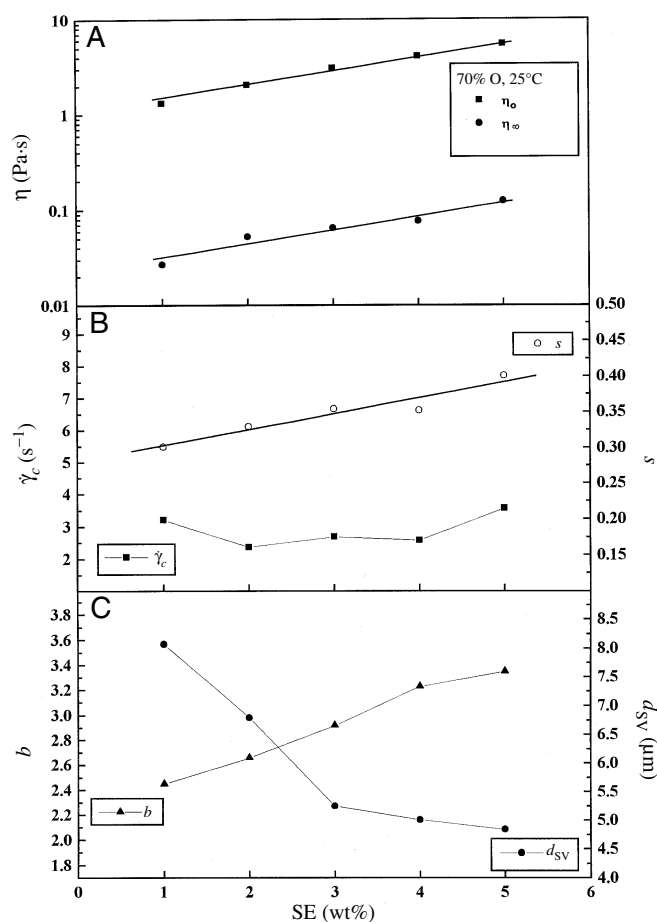 A
10
1
0.1
0.01
η (Pa·s)
70% O, 25°C
η₀
η∞
B
9
8
7
6
5
4
3
2
γ̇c (s⁻¹)
s
γ̇c
0.50
0.45
0.40
0.35
0.30
0.25
0.20
0.15
s
C
3.8
3.6
3.4
3.2
3.0
2.8
2.6
2.4
2.2
2.0
1.8
b
b
dSV
8.5
8.0
7.5
7.0
6.5
6.0
5.5
5.0
4.5
4.0
dSV (μm)
0 1 2 3 4 5 6
SE (wt%)